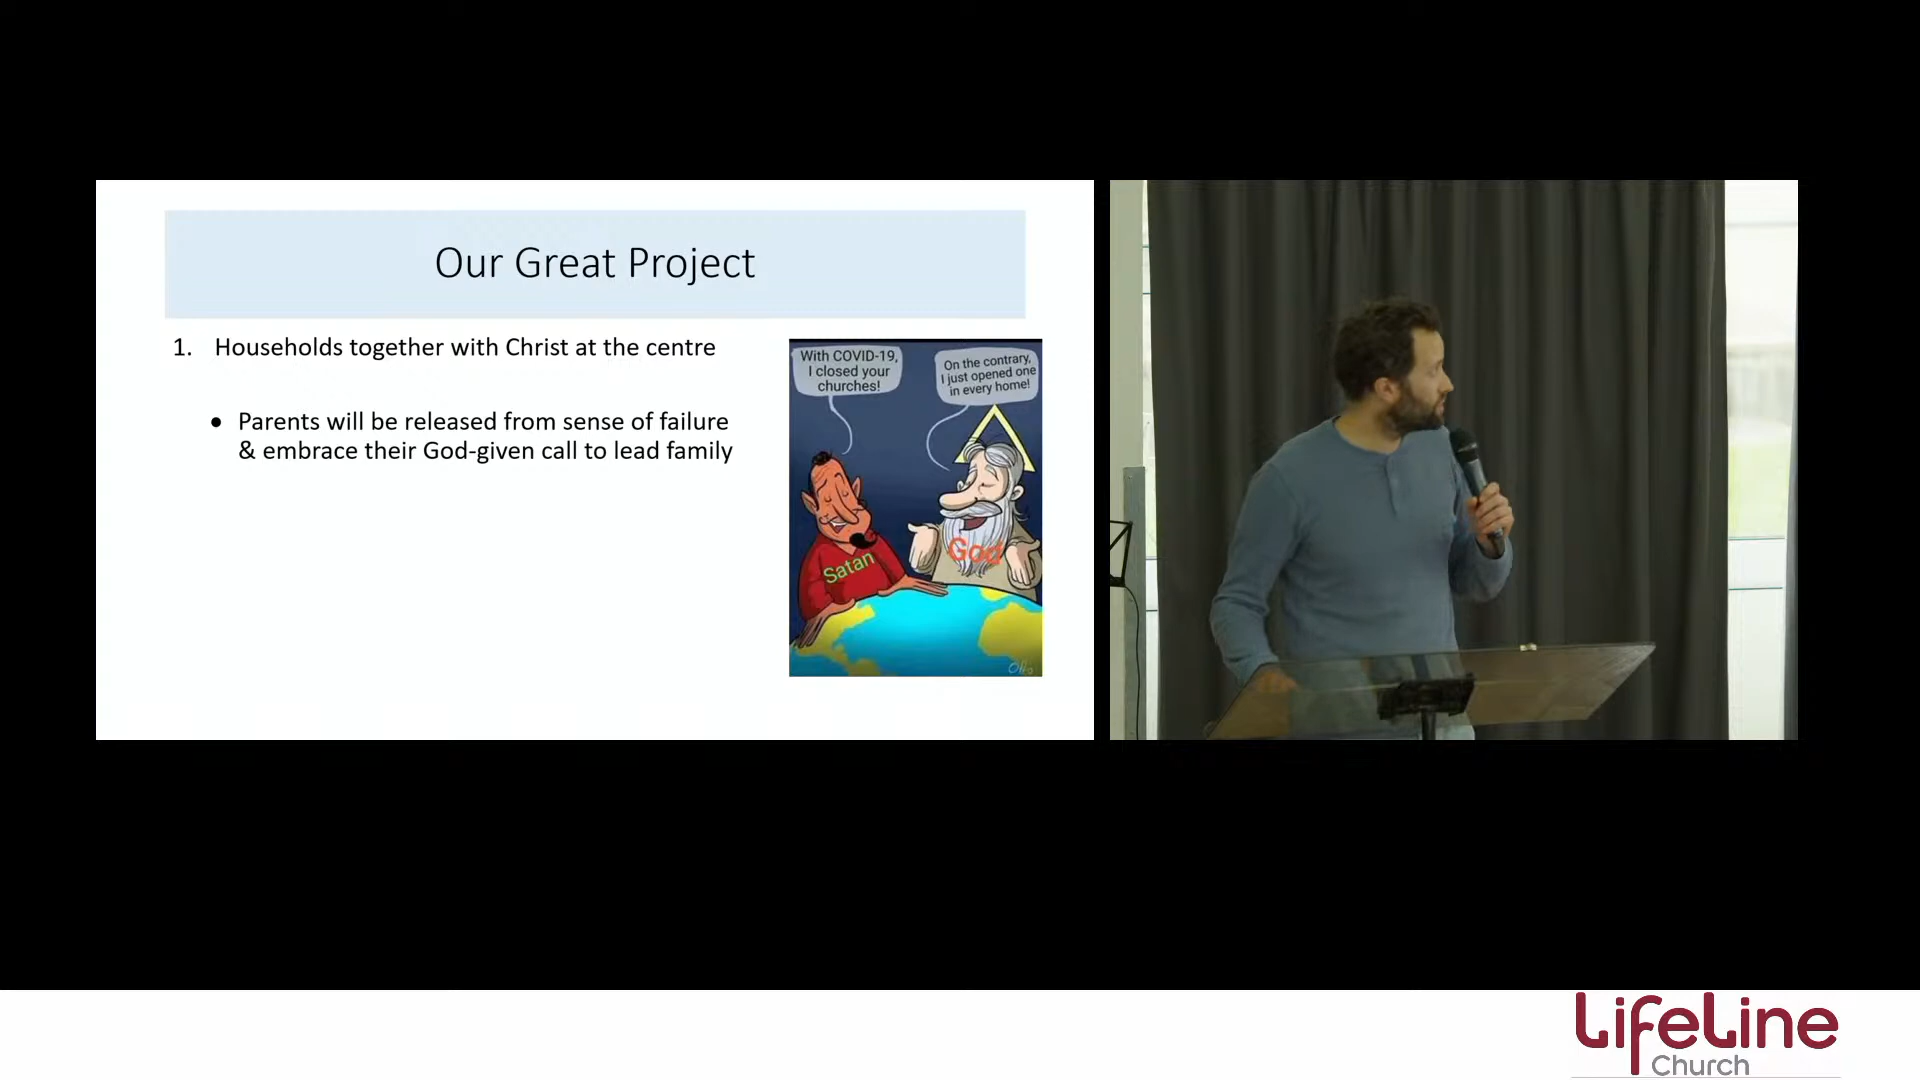 Our Great Project
1. Households together with Christ at the centre
• Parents will be released from sense of failure
& embrace their God-given call to lead family
With COVID-19,
I closed your
churches!
On the contrary,
I just opened one
in every home!
Satan
God
LifeLine
Church